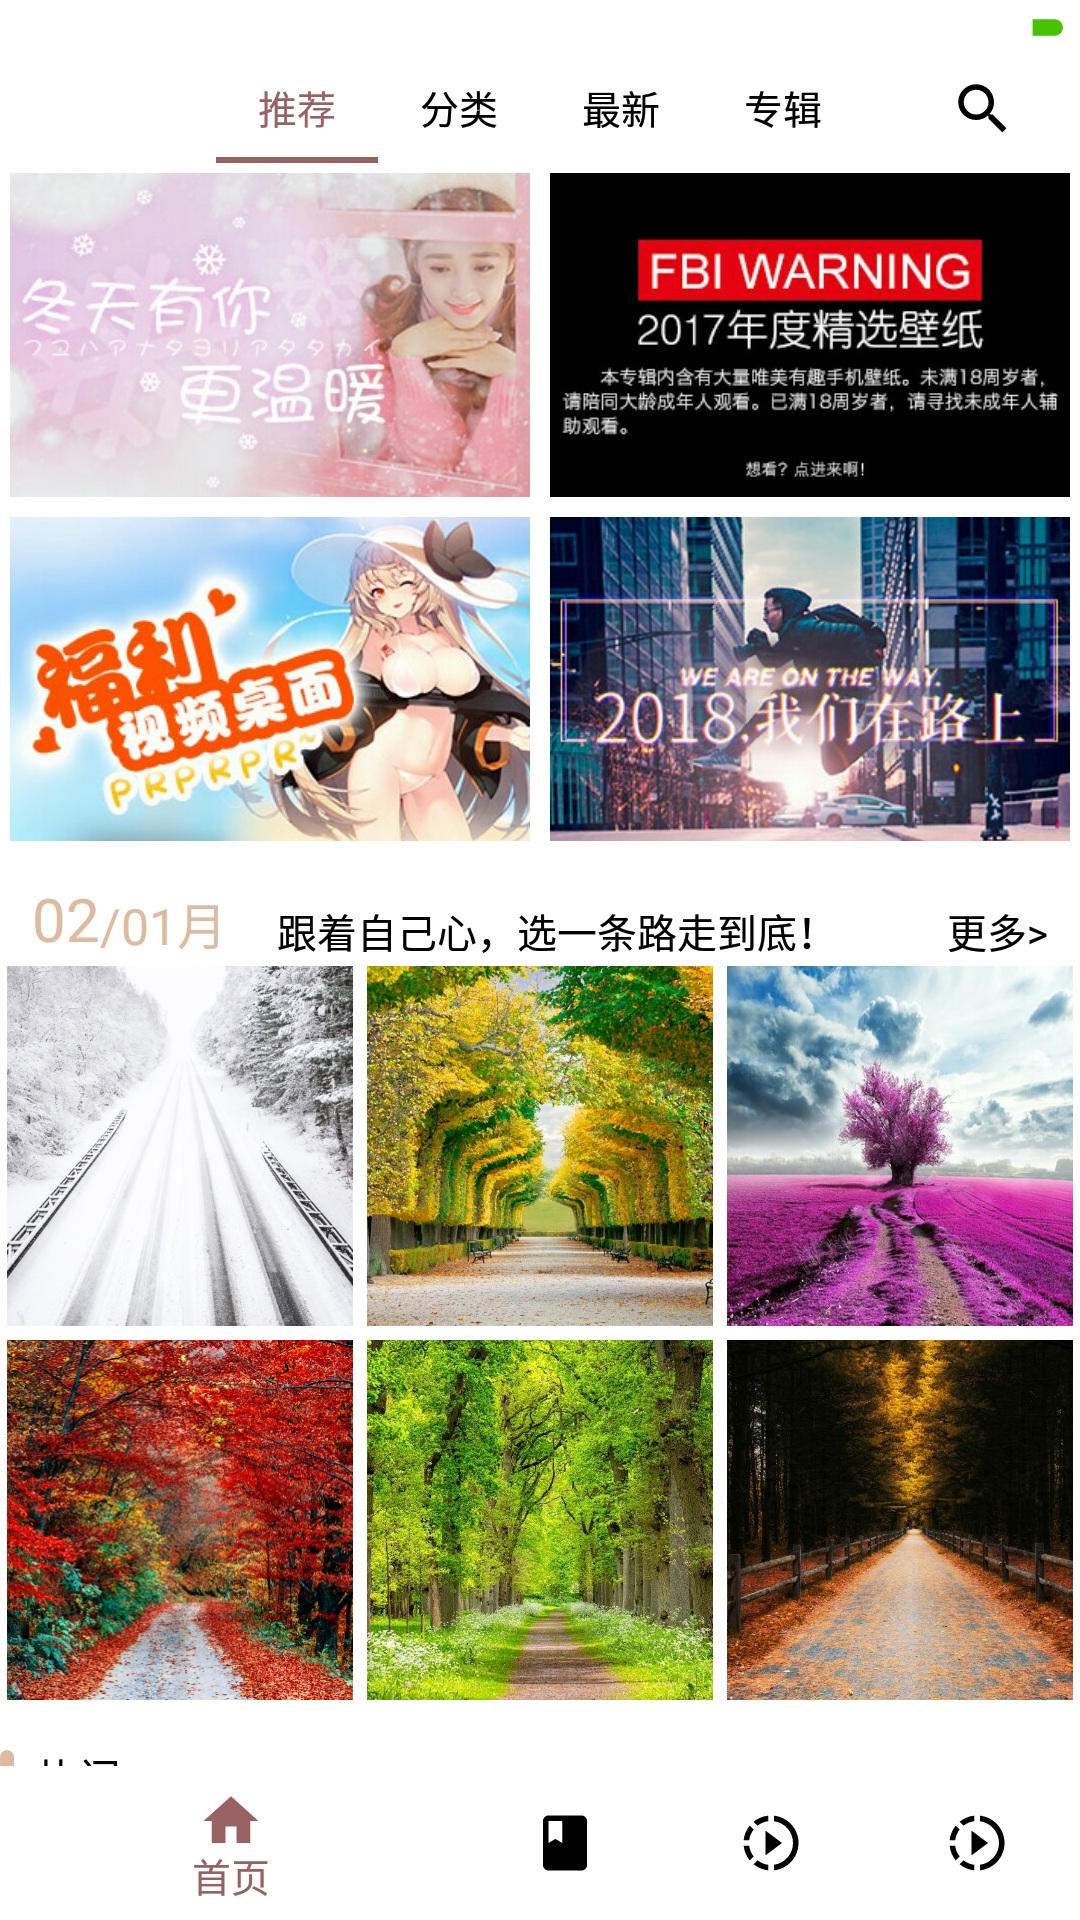 推荐 分类 最新 专辑
冬天有你
フユハアナタヨリアタタカイ
更温暖
FBI WARNING
2017年度精选壁纸
本专辑内含有大量唯美有趣手机壁纸。未满18周岁者，
请陪同大龄成年人观看。已满18周岁者，请寻找未成年人辅
助观看。
想看？点进来啊！
福利
视频桌面
PRPRPR~
WE ARE ON THE WAY.
2018.我们在路上
02/01月 跟着自己心，选一条路走到底！ 更多>
首页